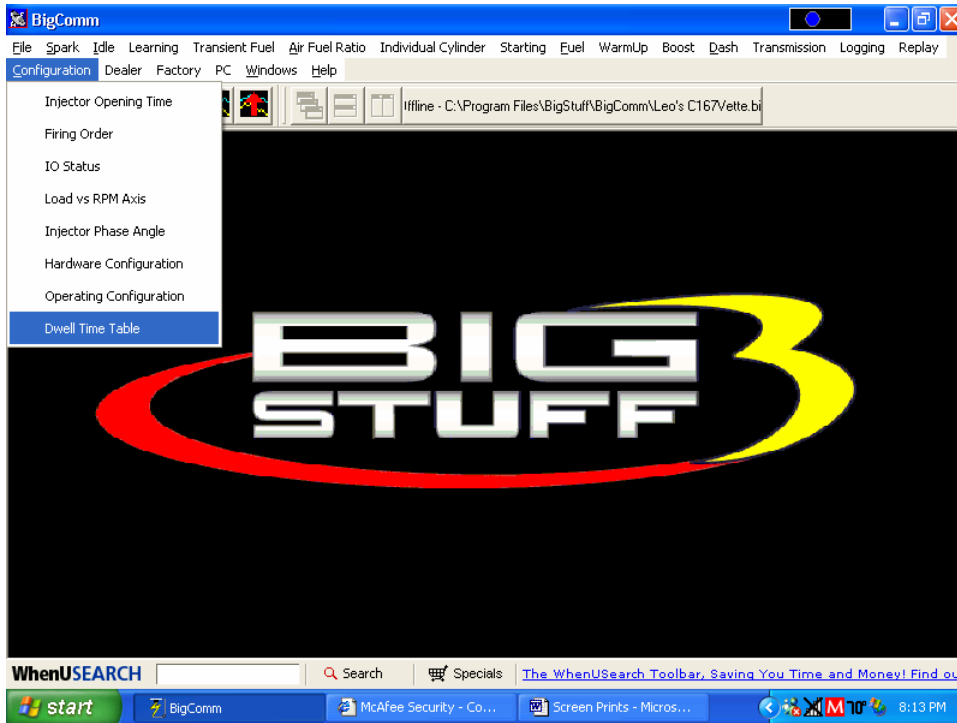 BigComm
File Spark Idle Learning Transient Fuel Air Fuel Ratio Individual Cylinder Starting Fuel WarmUp Boost Dash Transmission Logging Replay
Configuration Dealer Factory PC Windows Help
Iffline - C:\Program Files\BigStuff\BigComm\Leo's C167Vette.bi
Injector Opening Time
Firing Order
IO Status
Load vs RPM Axis
Injector Phase Angle
Hardware Configuration
Operating Configuration
Dwell Time Table
BIG
STUFF 3
WhenUSEARCH Search Specials The WhenUSearch Toolbar, Saving You Time and Money! Find ou
start BigComm McAfee Security - Co... Screen Prints - Micros... M 70° 8:13 PM